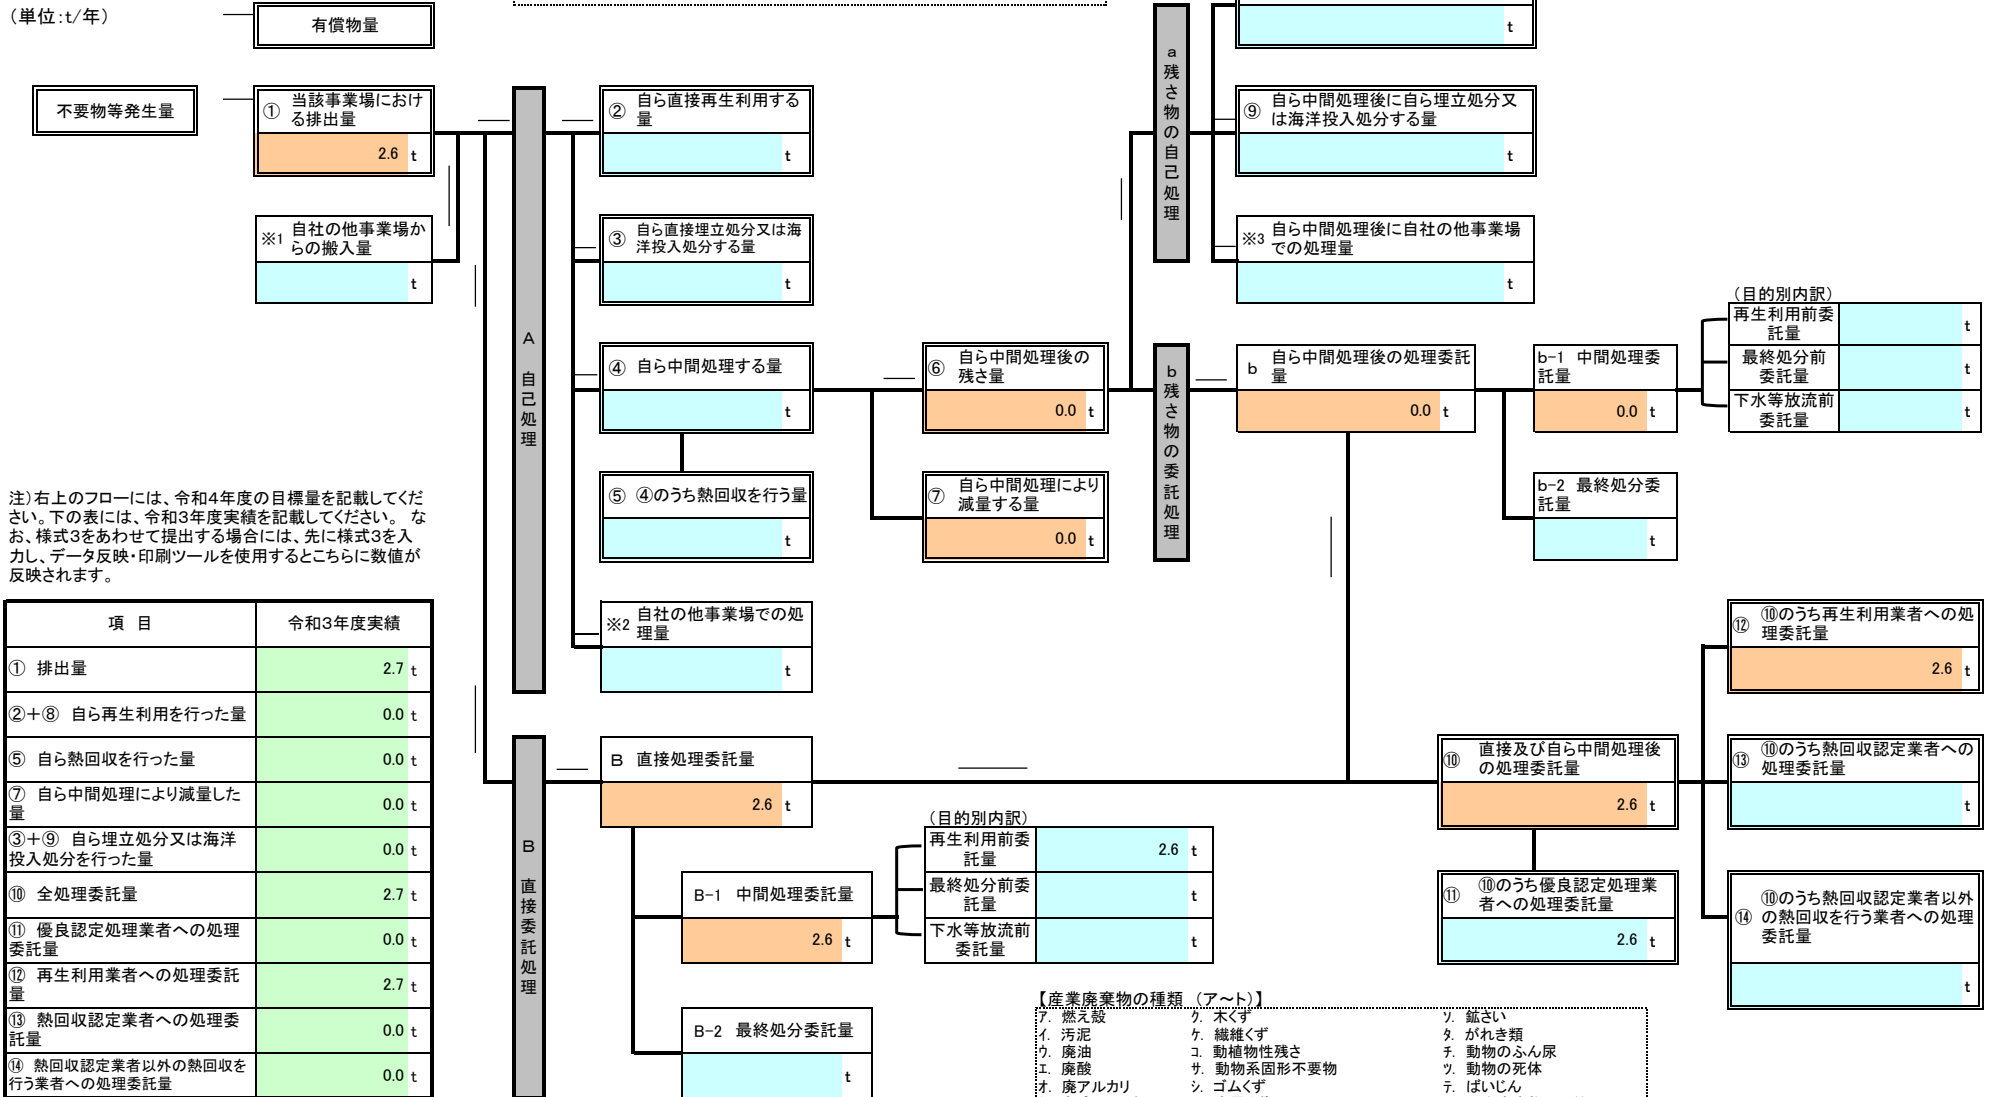 （単位:t/年）
有償物量
t
不要物等発生量
① 当該事業場におけ
る排出量
2.6 t
※1 自社の他事業場か
らの搬入量
t
A 自己処理
② 自ら直接再生利用する
量
t
③ 自ら直接埋立処分又は海
洋投入処分する量
t
④ 自ら中間処理する量
t
⑤ ④のうち熱回収を行う量
t
※2 自社の他事業場での処
理量
t
⑥ 自ら中間処理後の
残さ量
0.0 t
⑦ 自ら中間処理により
減量する量
0.0 t
a 残さ物の自己処理
⑨ 自ら中間処理後に自ら埋立処分又
は海洋投入処分する量
t
※3 自ら中間処理後に自社の他事業場
での処理量
t
b 残さ物の委託処理
b 自ら中間処理後の処理委託
量
0.0 t
b-1 中間処理委
託量
0.0 t
b-2 最終処分委
託量
t
（目的別内訳）
再生利用前委
託量
t
最終処分前
委託量
t
下水等放流前
委託量
t
注）右上のフローには、令和4年度の目標量を記載してくだ
さい。下の表には、令和3年度実績を記載してください。 な
お、様式3をあわせて提出する場合には、先に様式3を入
力し、データ反映・印刷ツールを使用するとこちらに数値が
反映されます。
項 目 令和3年度実績
① 排出量 2.7 t
②＋⑧ 自ら再生利用を行った量 0.0 t
⑤ 自ら熱回収を行った量 0.0 t
⑦ 自ら中間処理により減量した
量 0.0 t
③＋⑨ 自ら埋立処分又は海洋
投入処分を行った量 0.0 t
⑩ 全処理委託量 2.7 t
⑪ 優良認定処理業者への処理
委託量 0.0 t
⑫ 再生利用業者への処理委託
量 2.7 t
⑬ 熱回収認定業者への処理委
託量 0.0 t
⑭ 熱回収認定業者以外の熱回収を
行う業者への処理委託量 0.0 t
B 直接委託処理
B 直接処理委託量
2.6 t
B-1 中間処理委託量
2.6 t
B-2 最終処分委託量
t
（目的別内訳）
再生利用前委
託量
2.6 t
最終処分前委
託量
t
下水等放流前
委託量
t
⑩ 直接及び自ら中間処理後
の処理委託量
2.6 t
⑪ ⑩のうち優良認定処理業
者への処理委託量
2.6 t
⑫ ⑩のうち再生利用業者への処
理委託量
2.6 t
⑬ ⑩のうち熱回収認定業者への
処理委託量
t
⑭ ⑩のうち熱回収認定業者以外
の熱回収を行う業者への処理
委託量
t
【産業廃棄物の種類 （ア～ト）】
ア. 燃え殻 ク. 木くず ソ. 鉱さい
イ. 汚泥 ケ. 繊維くず タ. がれき類
ウ. 廃油 コ. 動植物性残さ チ. 動物のふん尿
エ. 廃酸 サ. 動物系固形不要物 ツ. 動物の死体
オ. 廃アルカリ シ. ゴムくず テ. ばいじん